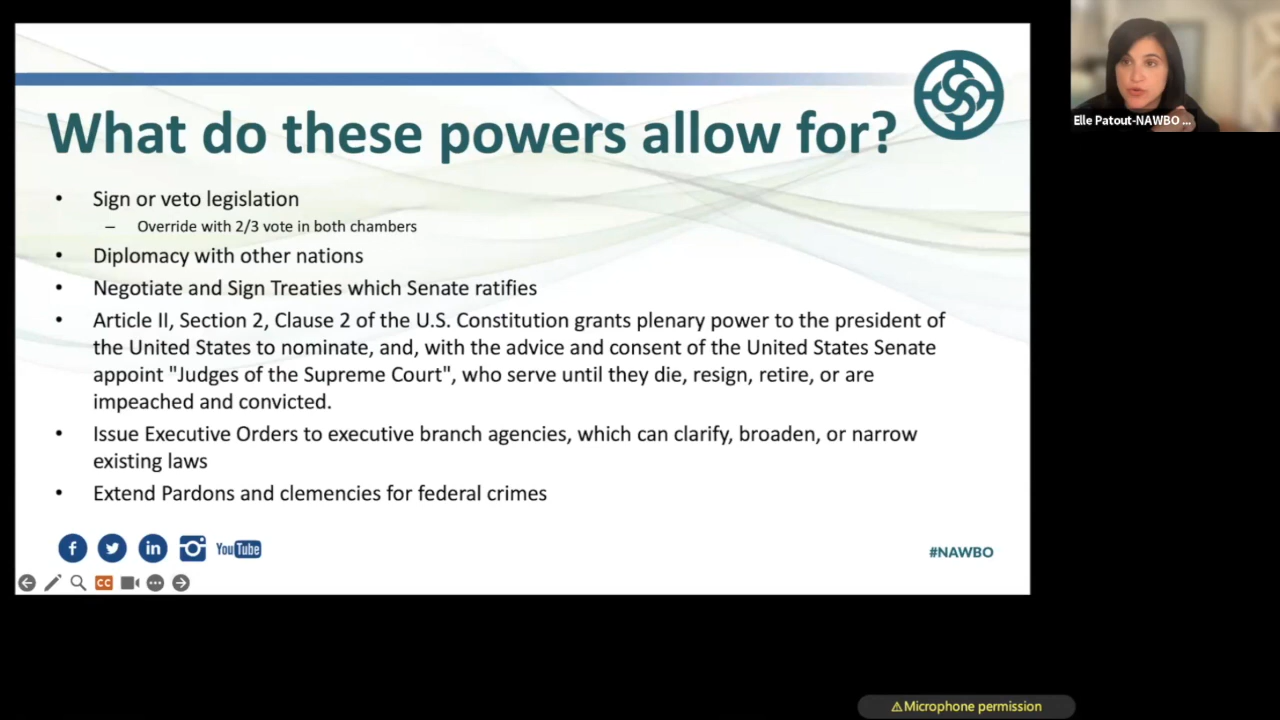 What do these powers allow for?
• Sign or veto legislation
– Override with 2/3 vote in both chambers
• Diplomacy with other nations
• Negotiate and Sign Treaties which Senate ratifies
• Article II, Section 2, Clause 2 of the U.S. Constitution grants plenary power to the president of
the United States to nominate, and, with the advice and consent of the United States Senate
appoint "Judges of the Supreme Court", who serve until they die, resign, retire, or are
impeached and convicted.
• Issue Executive Orders to executive branch agencies, which can clarify, broaden, or narrow
existing laws
• Extend Pardons and clemencies for federal crimes
f in YouTube
#NAWBO
CC
Elle Patout-NAWBO ...
⚠Microphone permission